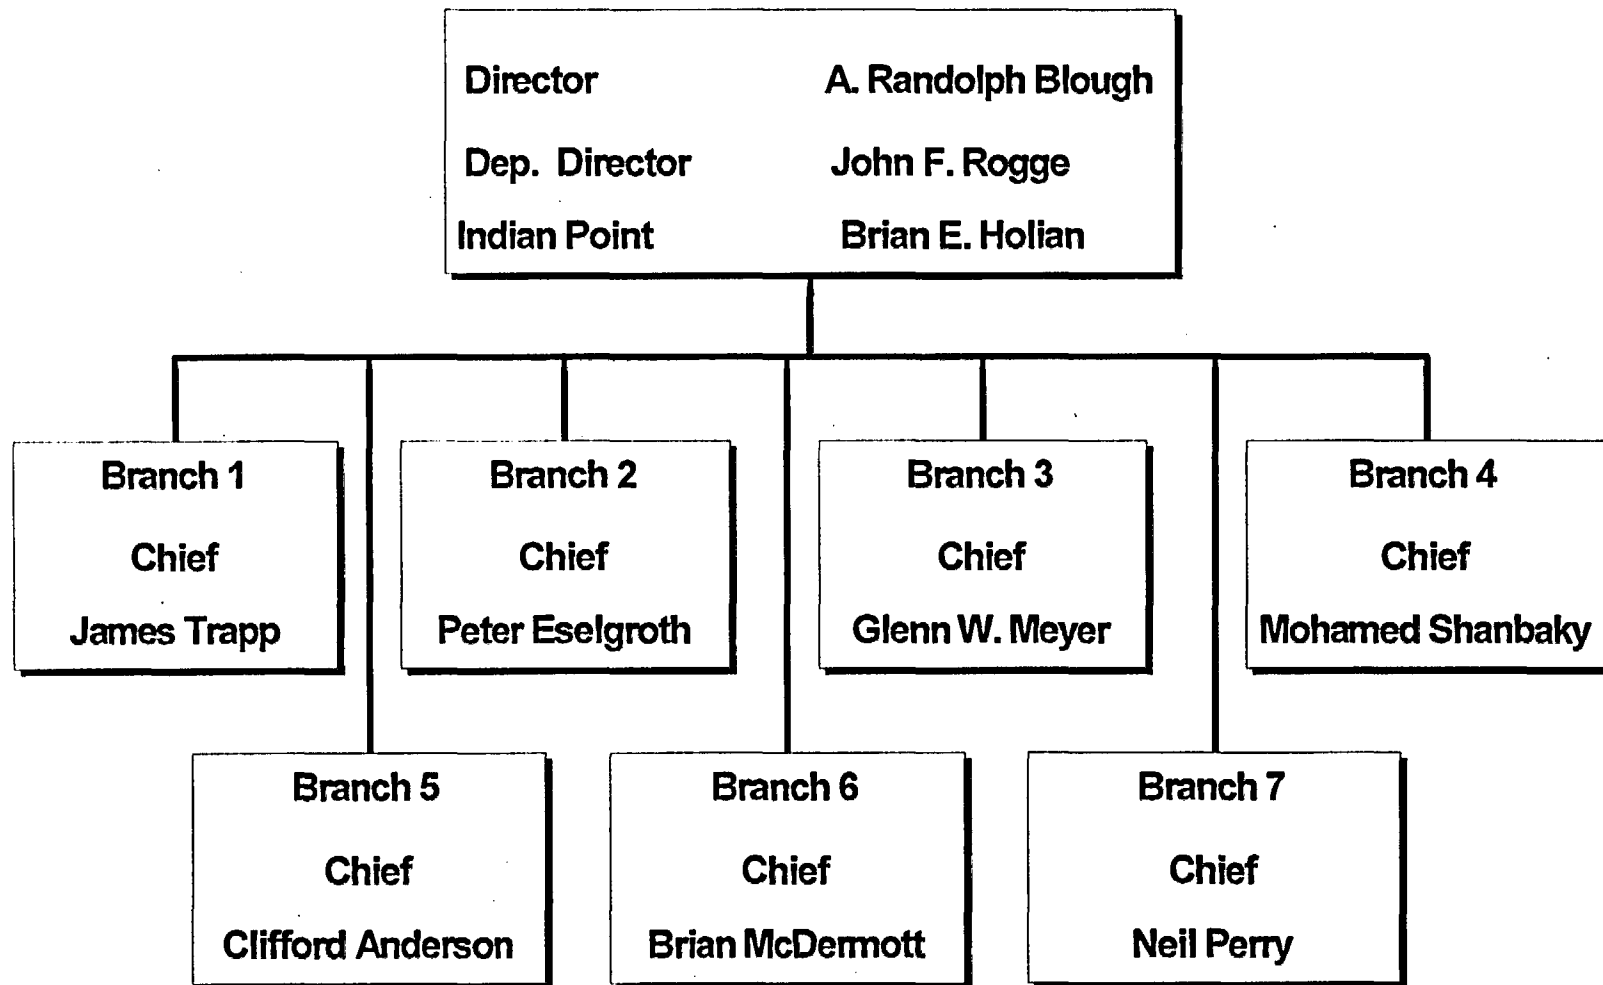 Director A. Randolph Blough
Dep. Director John F. Rogge
Indian Point Brian E. Holian
Branch 1
Chief
James Trapp
Branch 2
Chief
Peter Eselgroth
Branch 3
Chief
Glenn W. Meyer
Branch 4
Chief
Mohamed Shanbaky
Branch 5
Chief
Clifford Anderson
Branch 6
Chief
Brian McDermott
Branch 7
Chief
Neil Perry